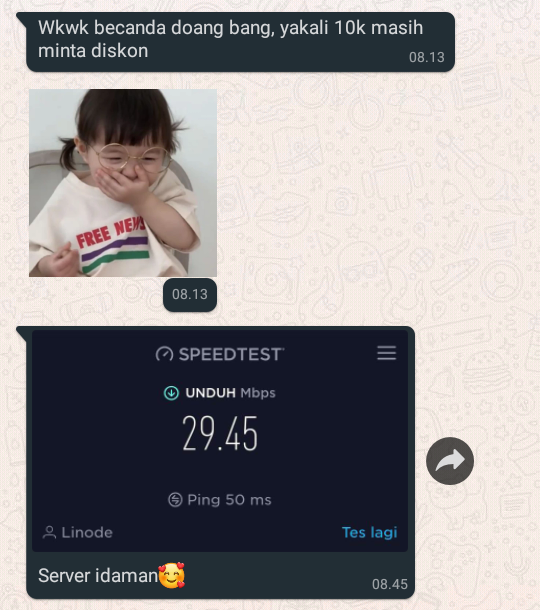 Wkwk becanda doang bang, yakali 10k masih
minta diskon
08.13
FREE NEWS
08.13
SPEEDTEST
UNDUH Mbps
29.45
Ping 50 ms
Linode
Tes lagi
Server idaman🥰
08.45